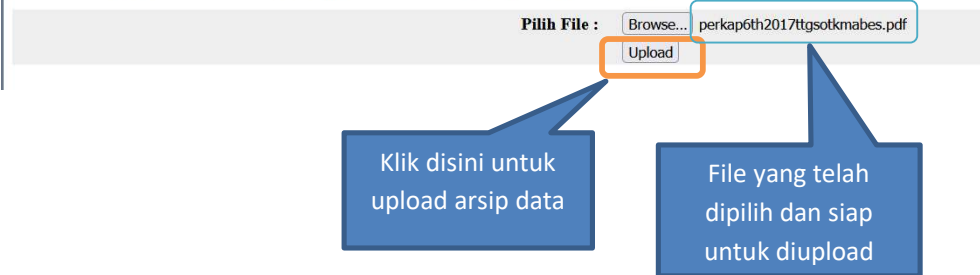 Pilih File : Browse... perkap6th2017ttgsotkmabes.pdf
Upload
Klik disini untuk
upload arsip data
File yang telah
dipilih dan siap
untuk diupload